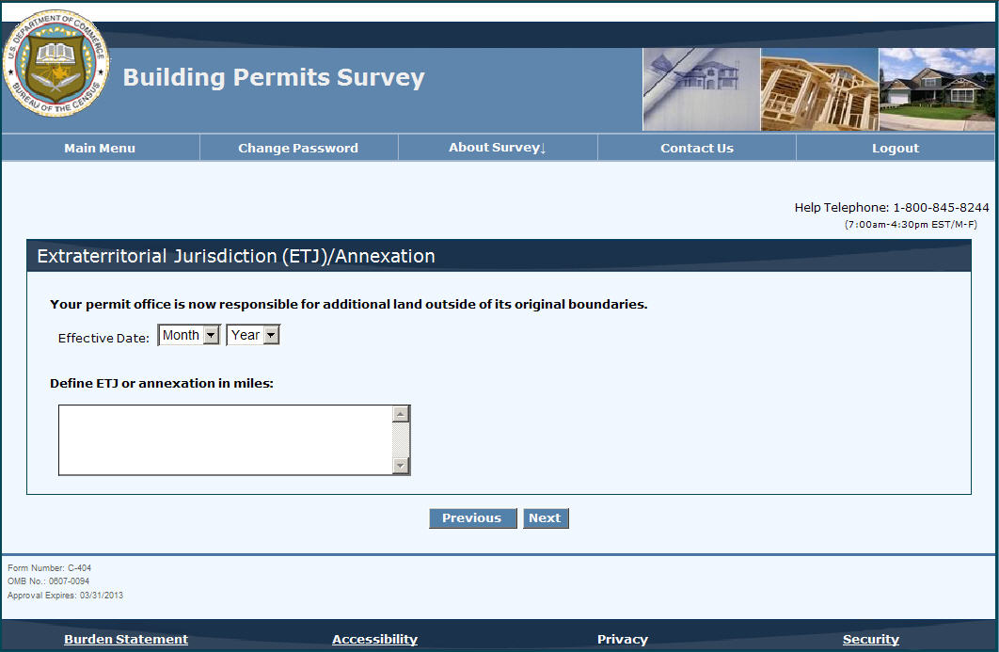 U.S. DEPARTMENT OF COMMERCE
BUREAU OF THE CENSUS
Building Permits Survey
Main Menu
Change Password
About Survey↓
Contact Us
Logout
Help Telephone: 1-800-845-8244
(7:00am-4:30pm EST/M-F)
Extraterritorial Jurisdiction (ETJ)/Annexation
Your permit office is now responsible for additional land outside of its original boundaries.
Effective Date: Month Year
Define ETJ or annexation in miles:
Previous Next
Form Number: C-404
OMB No.: 0607-0094
Approval Expires: 03/31/2013
Burden Statement
Accessibility
Privacy
Security